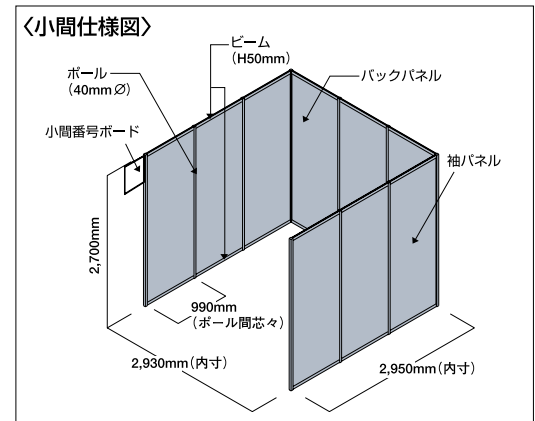 〈小間仕様図〉
ビーム
(H50mm)
ポール
(40mm∅)
バックパネル
小間番号ボード
袖パネル
2,700mm
990mm
(ポール間芯々)
2,930mm(内寸)
2,950mm(内寸)